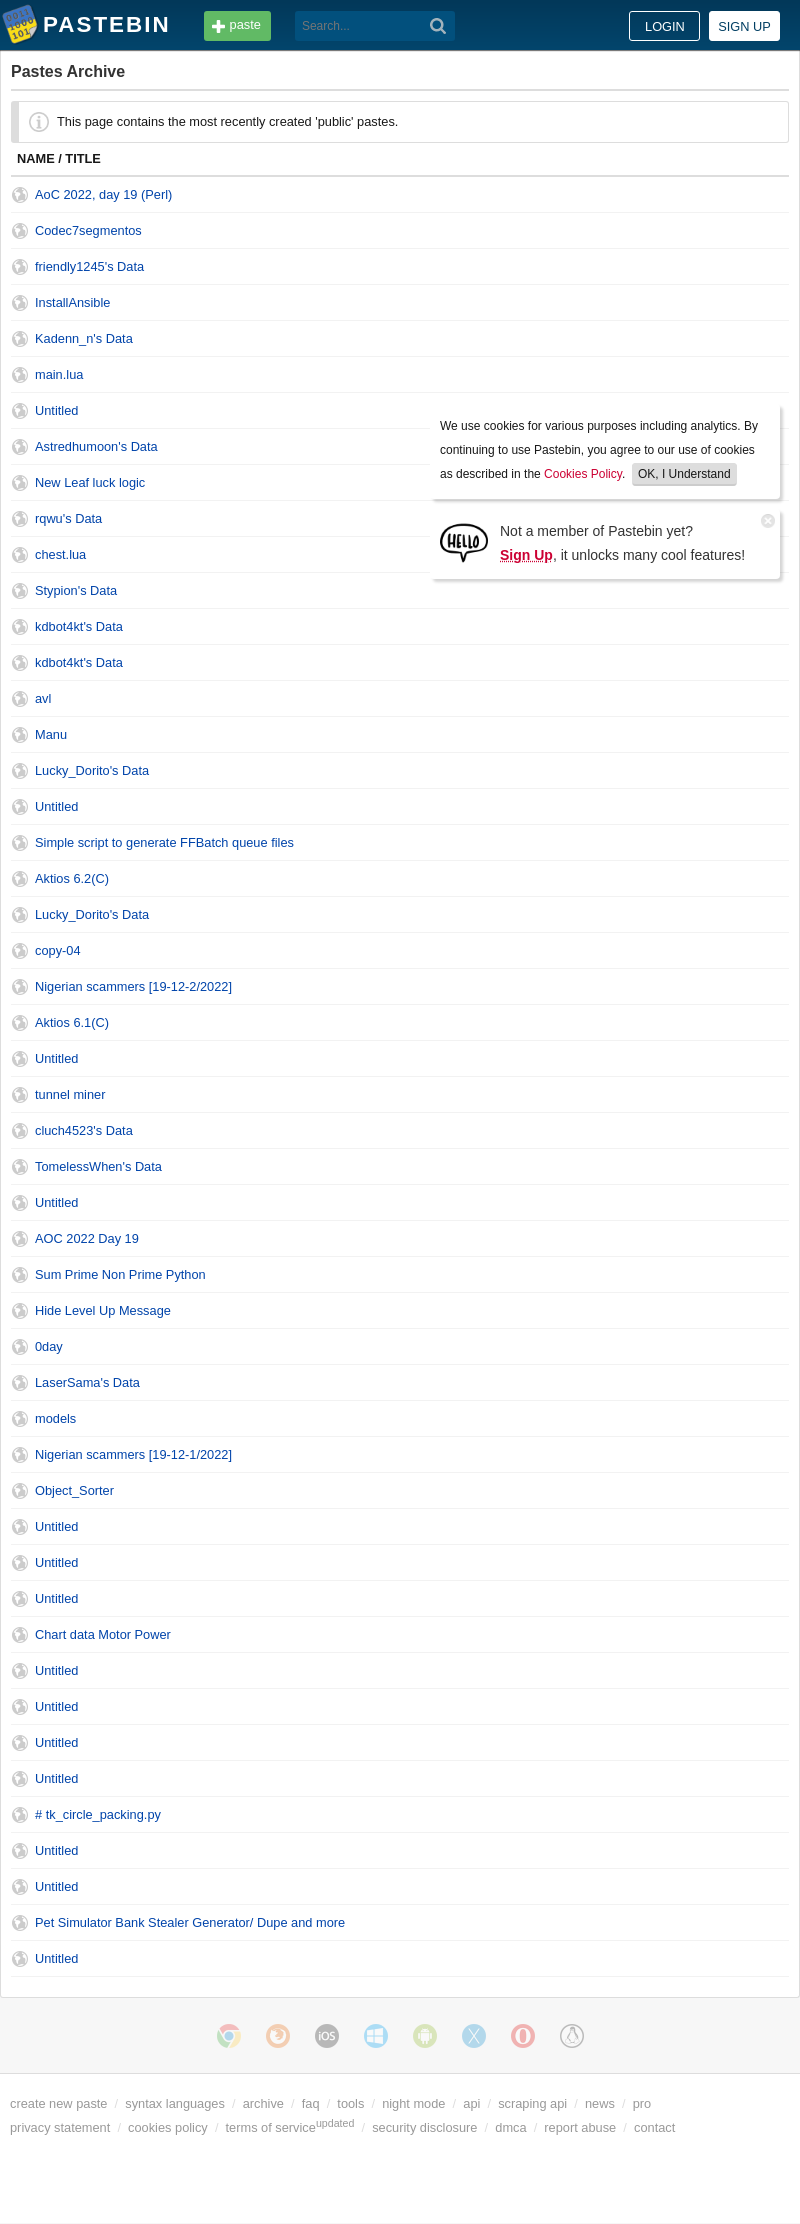 PASTEBIN
paste
Search...
LOGIN
SIGN UP
Pastes Archive
This page contains the most recently created 'public' pastes.
NAME / TITLE
AoC 2022, day 19 (Perl)
Codec7segmentos
friendly1245's Data
InstallAnsible
Kadenn_n's Data
main.lua
Untitled
Astredhumoon's Data
New Leaf luck logic
rqwu's Data
chest.lua
Stypion's Data
We use cookies for various purposes including analytics. By
continuing to use Pastebin, you agree to our use of cookies
as described in the Cookies Policy. OK, I Understand
HELLO
Not a member of Pastebin yet?
Sign Up, it unlocks many cool features!
kdbot4kt's Data
kdbot4kt's Data
avl
Manu
Lucky_Dorito's Data
Untitled
Simple script to generate FFBatch queue files
Aktios 6.2(C)
Lucky_Dorito's Data
copy-04
Nigerian scammers [19-12-2/2022]
Aktios 6.1(C)
Untitled
tunnel miner
cluch4523's Data
TomelessWhen's Data
Untitled
AOC 2022 Day 19
Sum Prime Non Prime Python
Hide Level Up Message
0day
LaserSama's Data
models
Nigerian scammers [19-12-1/2022]
Object_Sorter
Untitled
Untitled
Untitled
Chart data Motor Power
Untitled
Untitled
Untitled
Untitled
# tk_circle_packing.py
Untitled
Untitled
Pet Simulator Bank Stealer Generator/ Dupe and more
Untitled
iOS
create new paste / syntax languages / archive / faq / tools / night mode / api / scraping api / news / pro
privacy statement / cookies policy / terms of serviceupdated / security disclosure / dmca / report abuse / contact